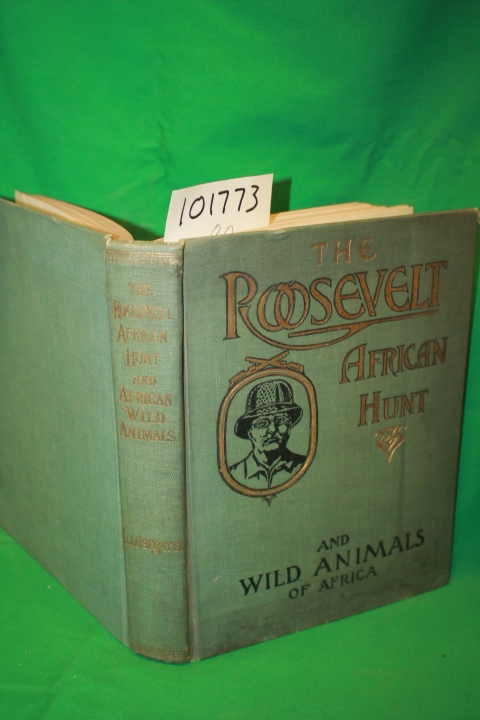 101773
THE
ROOSEVELT
AFRICAN
HUNT
AND
WILD ANIMALS
OF AFRICA
THE
ROOSEVELT
AFRICAN
HUNT
AND
AFRICAN
WILD
ANIMALS
ILLUSTRATED